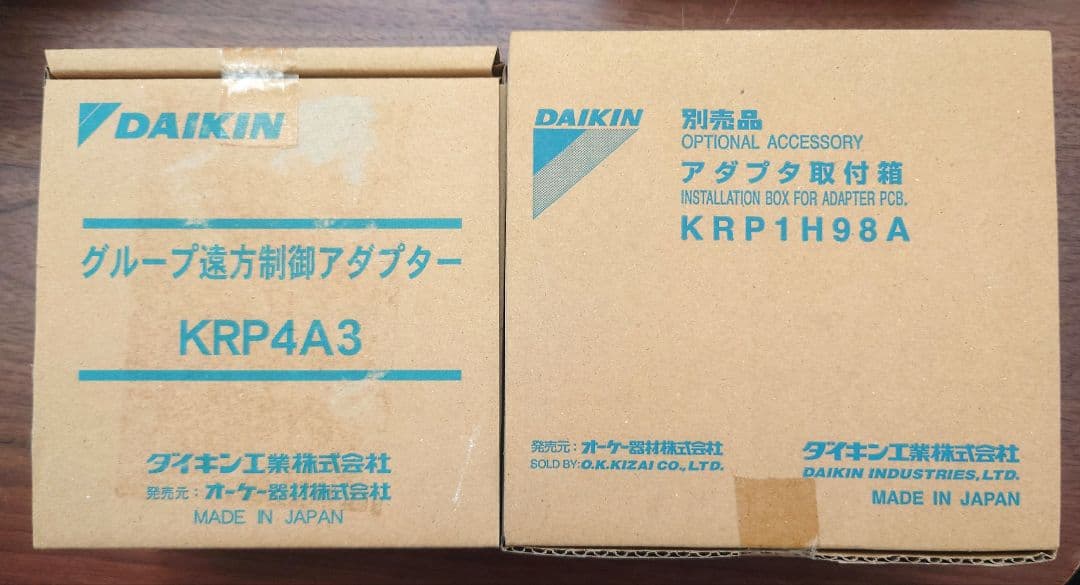 DAIKIN
グループ遠方制御アダプター
KRP4A3
ダイキン工業株式会社
発売元：オーケー器材株式会社
MADE IN JAPAN
DAIKIN
別売品
OPTIONAL ACCESSORY
アダプタ取付箱
INSTALLATION BOX FOR ADAPTER PCB.
KRP1H98A
発売元：オーケー器材株式会社
SOLD BY: O.K.KIZAI CO., LTD.
ダイキン工業株式会社
DAIKIN INDUSTRIES, LTD.
MADE IN JAPAN